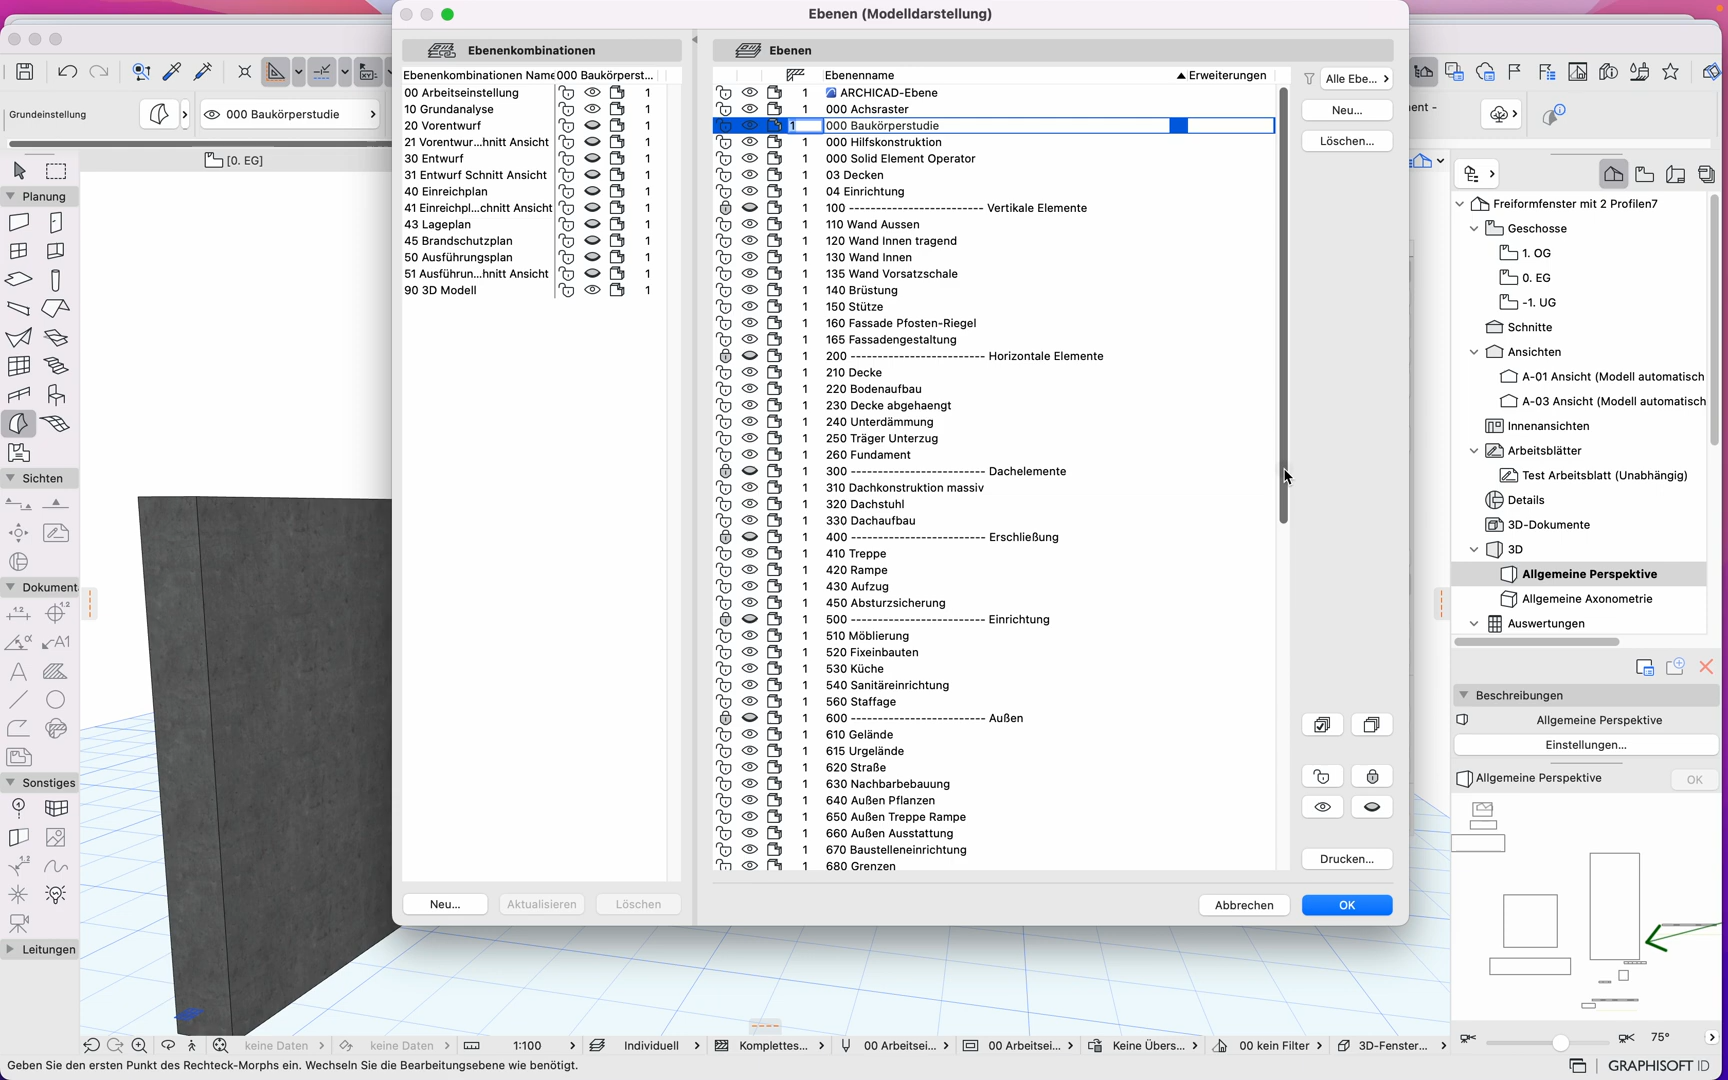 Ebenen (Modelldarstellung)
Grundeinstellung
000 Baukörperstudie
[0. EG]
Planung
Sichten
Dokument
1.2
1.2
A1
A
Sonstiges
1.2
Leitungen
Ebenenkombinationen
Ebenenkombinationen Name 000 Baukörperst...
00 Arbeitseinstellung 1
10 Grundanalyse 1
20 Vorentwurf 1
21 Vorentwur...hnitt Ansicht 1
30 Entwurf 1
31 Entwurf Schnitt Ansicht 1
40 Einreichplan 1
41 Einreichpl...chnitt Ansicht 1
43 Lageplan 1
45 Brandschutzplan 1
50 Ausführungsplan 1
51 Ausführun...hnitt Ansicht 1
90 3D Modell 1
Neu...
Aktualisieren
Löschen
Ebenen
Ebenenname Erweiterungen
1 ARCHICAD-Ebene
1 000 Achsraster
1 000 Baukörperstudie
1 000 Hilfskonstruktion
1 000 Solid Element Operator
1 03 Decken
1 04 Einrichtung
1 100 ------------------------- Vertikale Elemente
1 110 Wand Aussen
1 120 Wand Innen tragend
1 130 Wand Innen
1 135 Wand Vorsatzschale
1 140 Brüstung
1 150 Stütze
1 160 Fassade Pfosten-Riegel
1 165 Fassadengestaltung
1 200 ------------------------- Horizontale Elemente
1 210 Decke
1 220 Bodenaufbau
1 230 Decke abgehaengt
1 240 Unterdämmung
1 250 Träger Unterzug
1 260 Fundament
1 300 ------------------------- Dachelemente
1 310 Dachkonstruktion massiv
1 320 Dachstuhl
1 330 Dachaufbau
1 400 ------------------------- Erschließung
1 410 Treppe
1 420 Rampe
1 430 Aufzug
1 450 Absturzsicherung
1 500 ------------------------- Einrichtung
1 510 Möblierung
1 520 Fixeinbauten
1 530 Küche
1 540 Sanitäreinrichtung
1 560 Staffage
1 600 ------------------------- Außen
1 610 Gelände
1 615 Urgelände
1 620 Straße
1 630 Nachbarbebauung
1 640 Außen Pflanzen
1 650 Außen Treppe Rampe
1 660 Außen Ausstattung
1 670 Baustelleneinrichtung
1 680 Grenzen
Alle Ebe...
Neu...
Löschen...
Drucken...
Abbrechen
OK
ent -
Freiformfenster mit 2 Profilen7
Geschosse
1. OG
0. EG
-1. UG
Schnitte
Ansichten
A-01 Ansicht (Modell automatisch
A-03 Ansicht (Modell automatisch
Innenansichten
Arbeitsblätter
Test Arbeitsblatt (Unabhängig)
Details
3D-Dokumente
3D
Allgemeine Perspektive
Allgemeine Axonometrie
Auswertungen
Beschreibungen
Allgemeine Perspektive
Einstellungen...
Allgemeine Perspektive
OK
75°
keine Daten
keine Daten
1:100
Individuell
Komplettes...
00 Arbeitsei...
00 Arbeitsei...
Keine Übers...
00 kein Filter
3D-Fenster...
Geben Sie den ersten Punkt des Rechteck-Morphs ein. Wechseln Sie die Bearbeitungsebene wie benötigt.
GRAPHISOFT ID